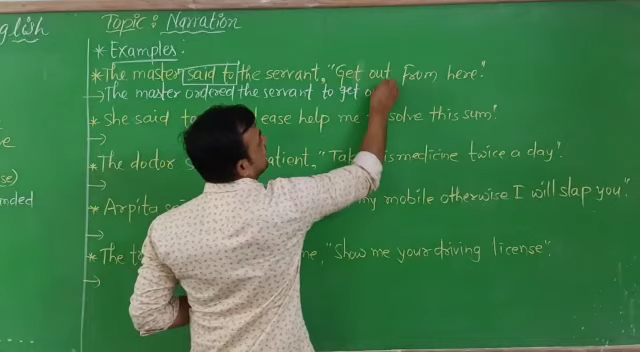 glish
Topic: Narration
* Examples:
* The master said to the servant, "Get out from here".
→ The master ordered the servant to get
* She said to ease help me solve this sum".
→
* The doctor atient, "Tak is medicine twice a day".
→
* Arpita my mobile otherwise I will slap you".
→
* The me, "Show me your driving license".
→
se)
nded